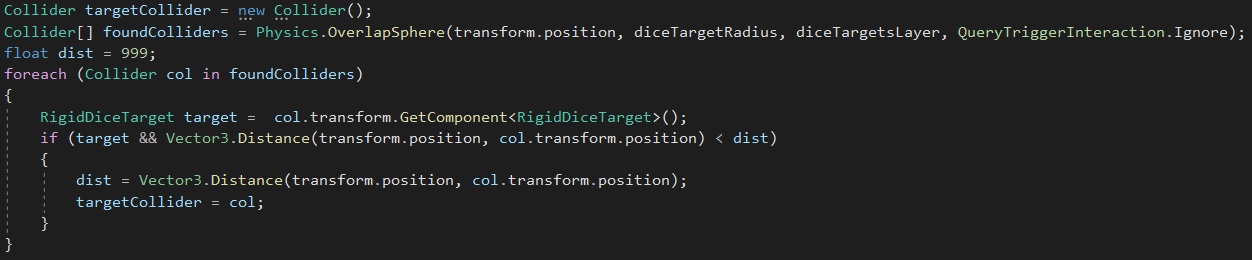 Collider targetCollider = new Collider();
Collider[] foundColliders = Physics.OverlapSphere(transform.position, diceTargetRadius, diceTargetsLayer, QueryTriggerInteraction.Ignore);
float dist = 999;
foreach (Collider col in foundColliders)
{
    RigidDiceTarget target =  col.transform.GetComponent<RigidDiceTarget>();
    if (target && Vector3.Distance(transform.position, col.transform.position) < dist)
    {
        dist = Vector3.Distance(transform.position, col.transform.position);
        targetCollider = col;
    }
}